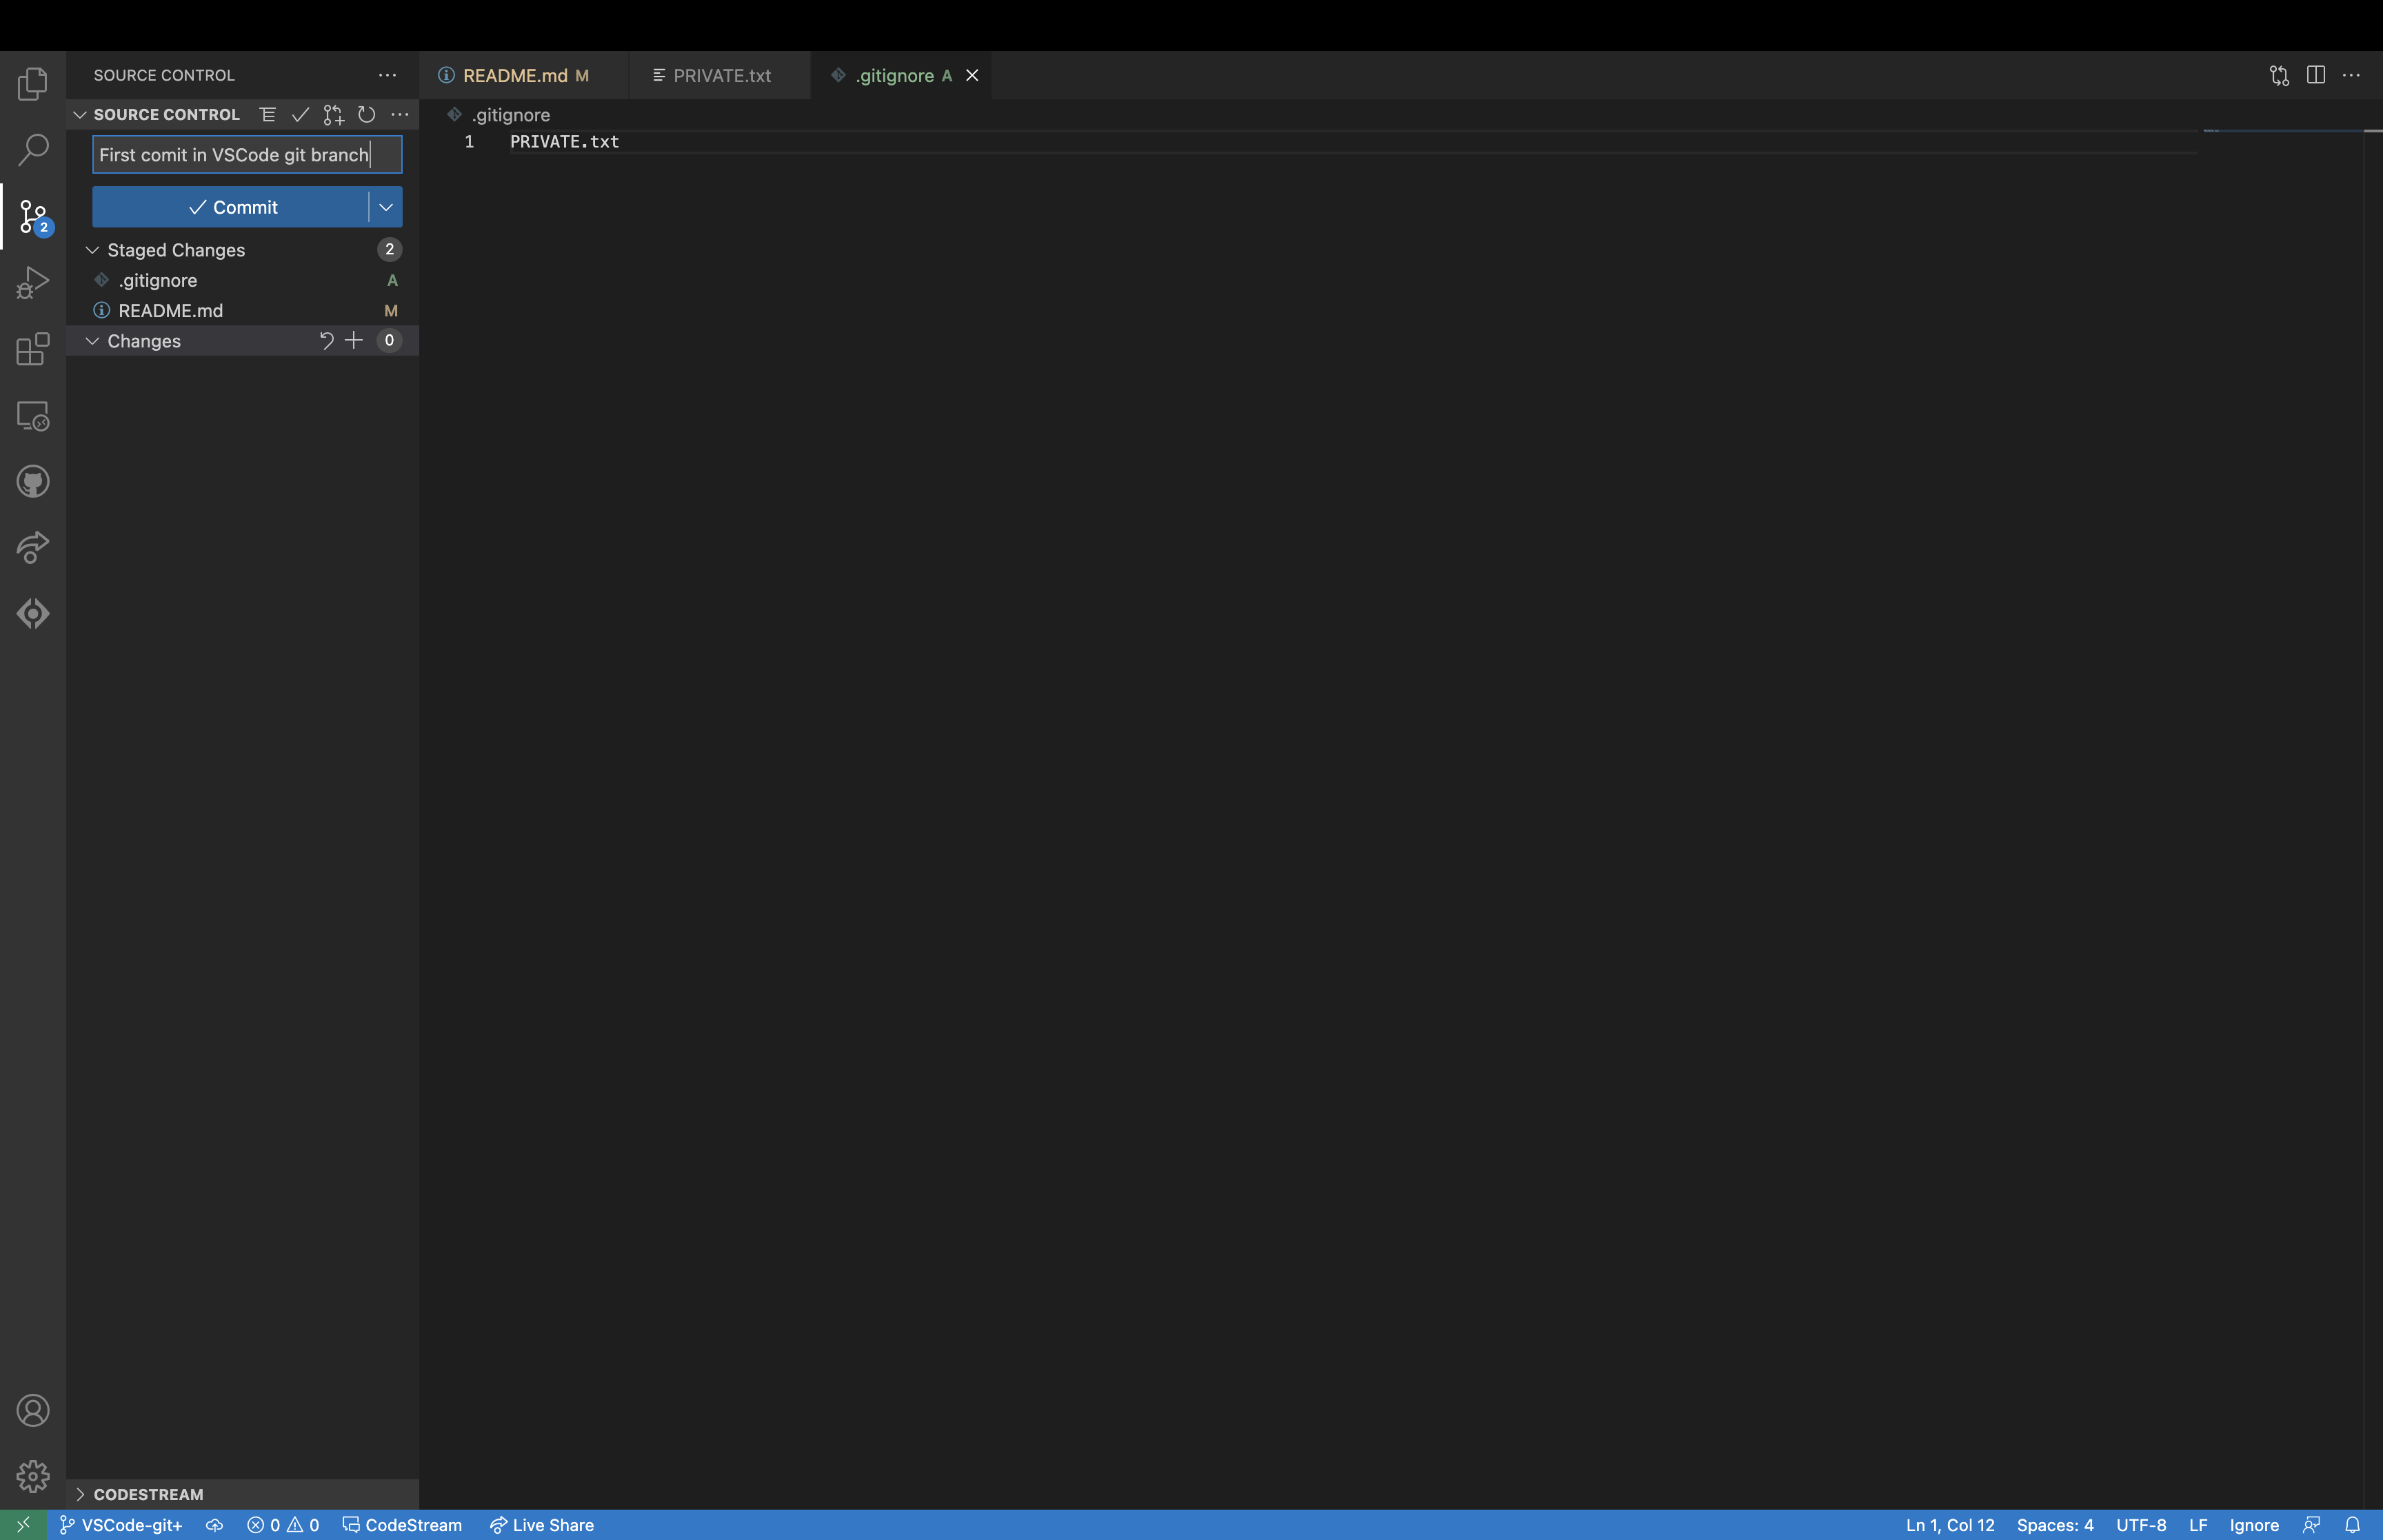 SOURCE CONTROL
README.md M
PRIVATE.txt
.gitignore A
SOURCE CONTROL
.gitignore
1 PRIVATE.txt
First comit in VSCode git branch
Commit
2
Staged Changes 2
.gitignore A
README.md M
Changes 0
CODESTREAM
VSCode-git+ 0 0 CodeStream Live Share Ln 1, Col 12 Spaces: 4 UTF-8 LF Ignore